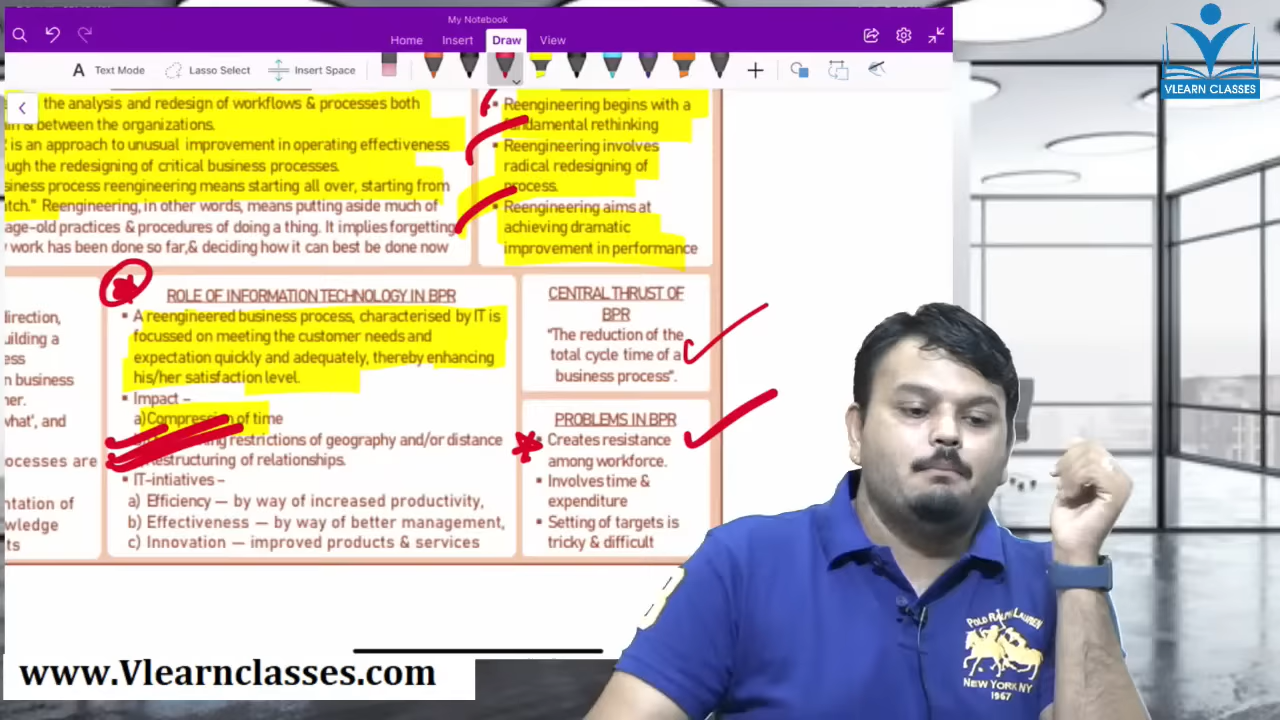 My Notebook
Home Insert Draw View
Text Mode Lasso Select Insert Space
VLEARN CLASSES
the analysis and redesign of workflows & processes both
& between the organizations.
is an approach to unusual improvement in operating effectiveness
ugh the redesigning of critical business processes.
siness process reengineering means starting all over, starting from
atch." Reengineering, in other words, means putting aside much of
age-old practices & procedures of doing a thing. It implies forgetting
work has been done so far,& deciding how it can best be done now
Reengineering begins with a
fundamental rethinking
Reengineering involves
radical redesigning of
process.
Reengineering aims at
achieving dramatic
improvement in performance
direction,
uilding a
ess
n business
ner.
what', and
ocesses are
ntation of
wledge
ts
ROLE OF INFORMATION TECHNOLOGY IN BPR
A reengineered business process, characterised by IT is
focussed on meeting the customer needs and
expectation quickly and adequately, thereby enhancing
his/her satisfaction level.
Impact –
a)Compression of time
restrictions of geography and/or distance
Restructuring of relationships.
IT-intiatives –
a) Efficiency — by way of increased productivity,
b) Effectiveness — by way of better management,
c) Innovation — improved products & services
CENTRAL THRUST OF
BPR
"The reduction of the
total cycle time of a
business process".
PROBLEMS IN BPR
Creates resistance
among workforce.
Involves time &
expenditure
Setting of targets is
tricky & difficult
POLO RALPH LAUREN
NEW YORK NY
1967
www.Vlearnclasses.com